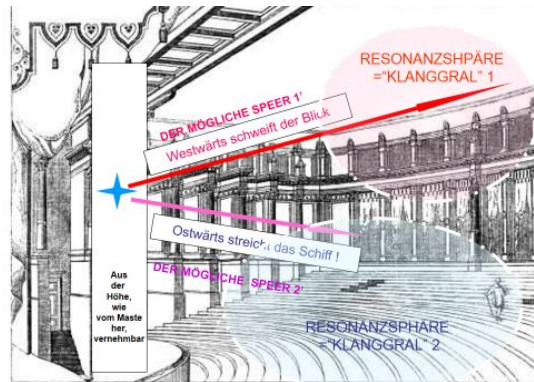 RESONANZSHPÄRE
="KLANGGRAL" 1
DER MÖGLICHE SPEER 1'
Westwärts schweift der Blick
Ostwärts streicht das Schiff !
DER MÖGLICHE SPEER 2'
Aus
der
Höhe,
wie
vom Maste
her,
vernehmbar
RESONANZSPHÄRE
="KLANGGRAL" 2